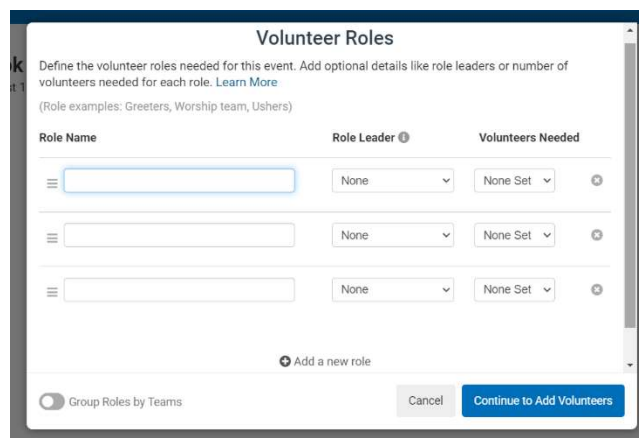 Volunteer Roles
Define the volunteer roles needed for this event. Add optional details like role leaders or number of
volunteers needed for each role. Learn More
(Role examples: Greeters, Worship team, Ushers)
Role Name Role Leader Volunteers Needed
None None Set
None None Set
None None Set
Add a new role
Group Roles by Teams Cancel Continue to Add Volunteers